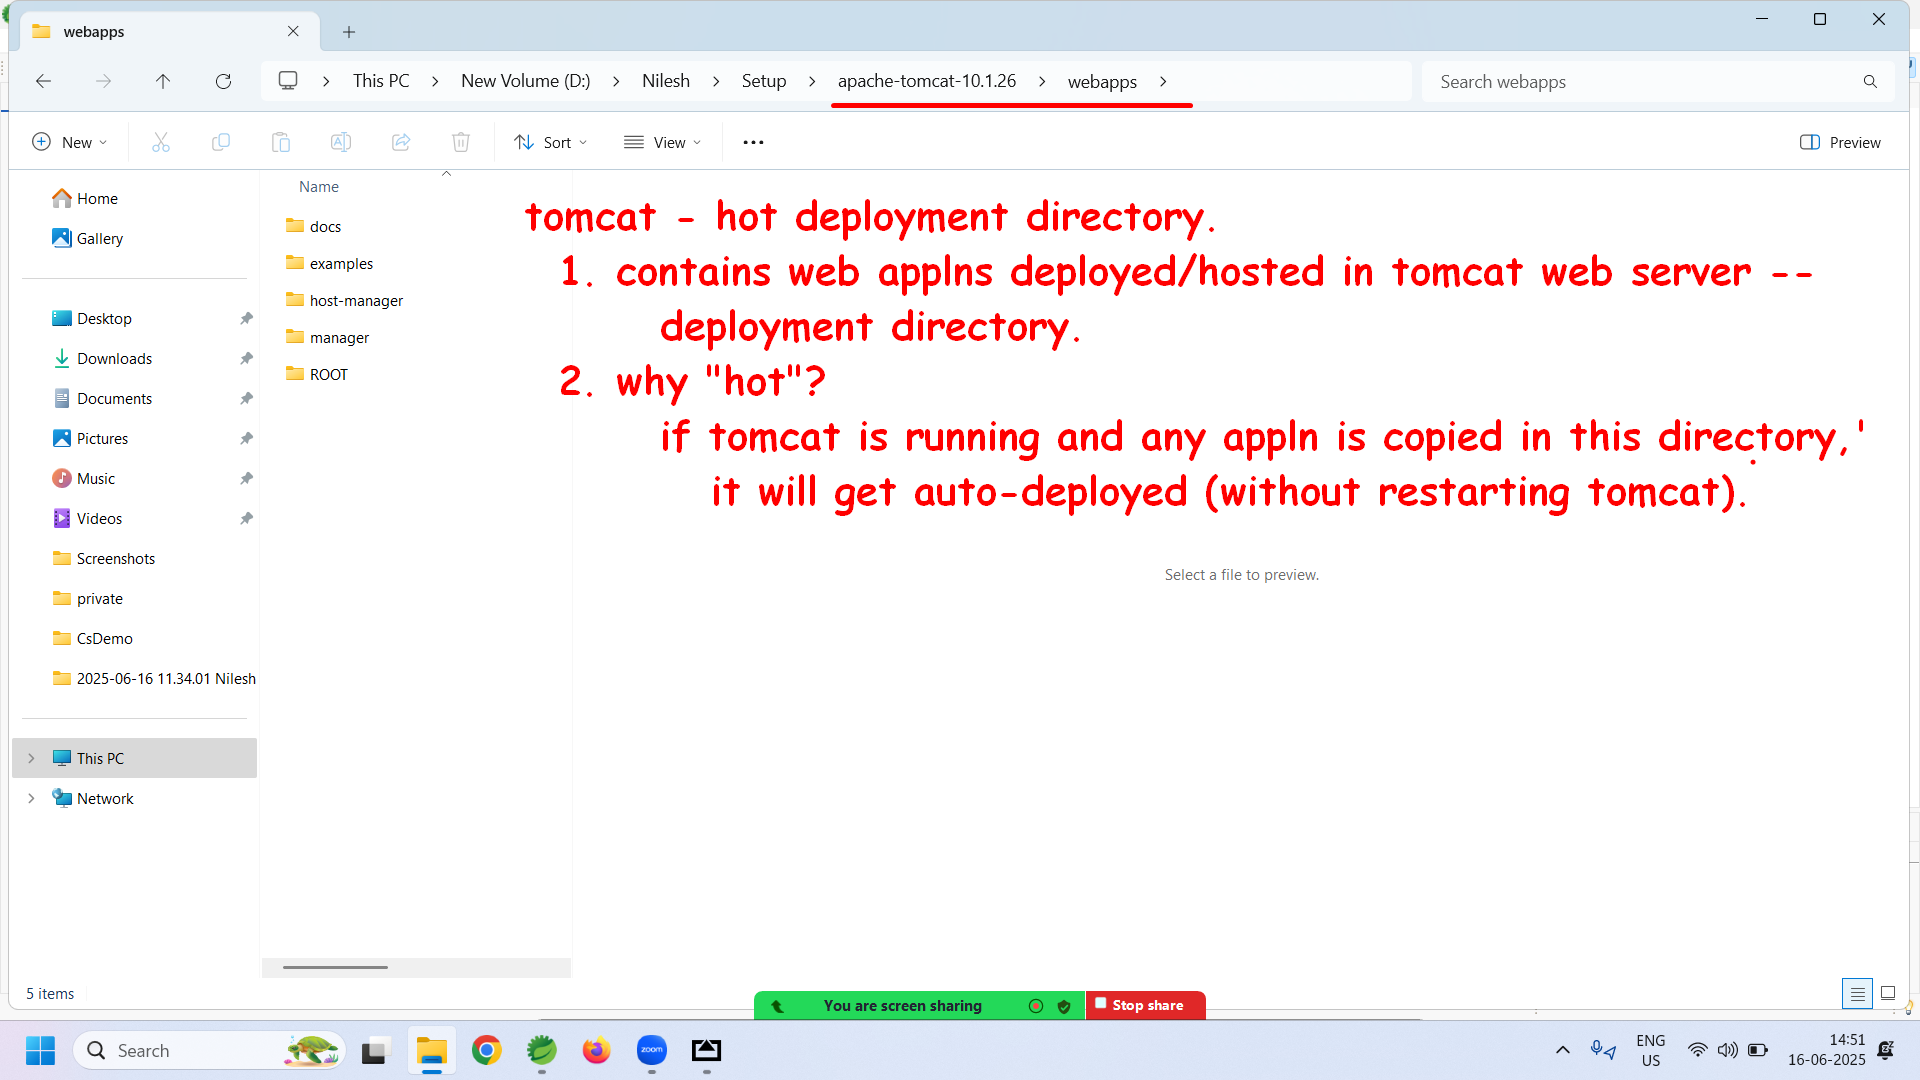 webapps
This PC
New Volume (D:)
Nilesh
Setup
apache-tomcat-10.1.26
webapps
Search webapps
New
Sort
View
Preview
Home
Gallery
Desktop
Downloads
Documents
Pictures
Music
Videos
Screenshots
private
CsDemo
2025-06-16 11.34.01 Nilesh
This PC
Network
Name
docs
examples
host-manager
manager
ROOT
tomcat - hot deployment directory.
1. contains web applns deployed/hosted in tomcat web server --
deployment directory.
2. why "hot"?
if tomcat is running and any appln is copied in this directory,'
it will get auto-deployed (without restarting tomcat).
Select a file to preview.
5 items
You are screen sharing
Stop share
Search
zoom
ENG
US
14:51
16-06-2025